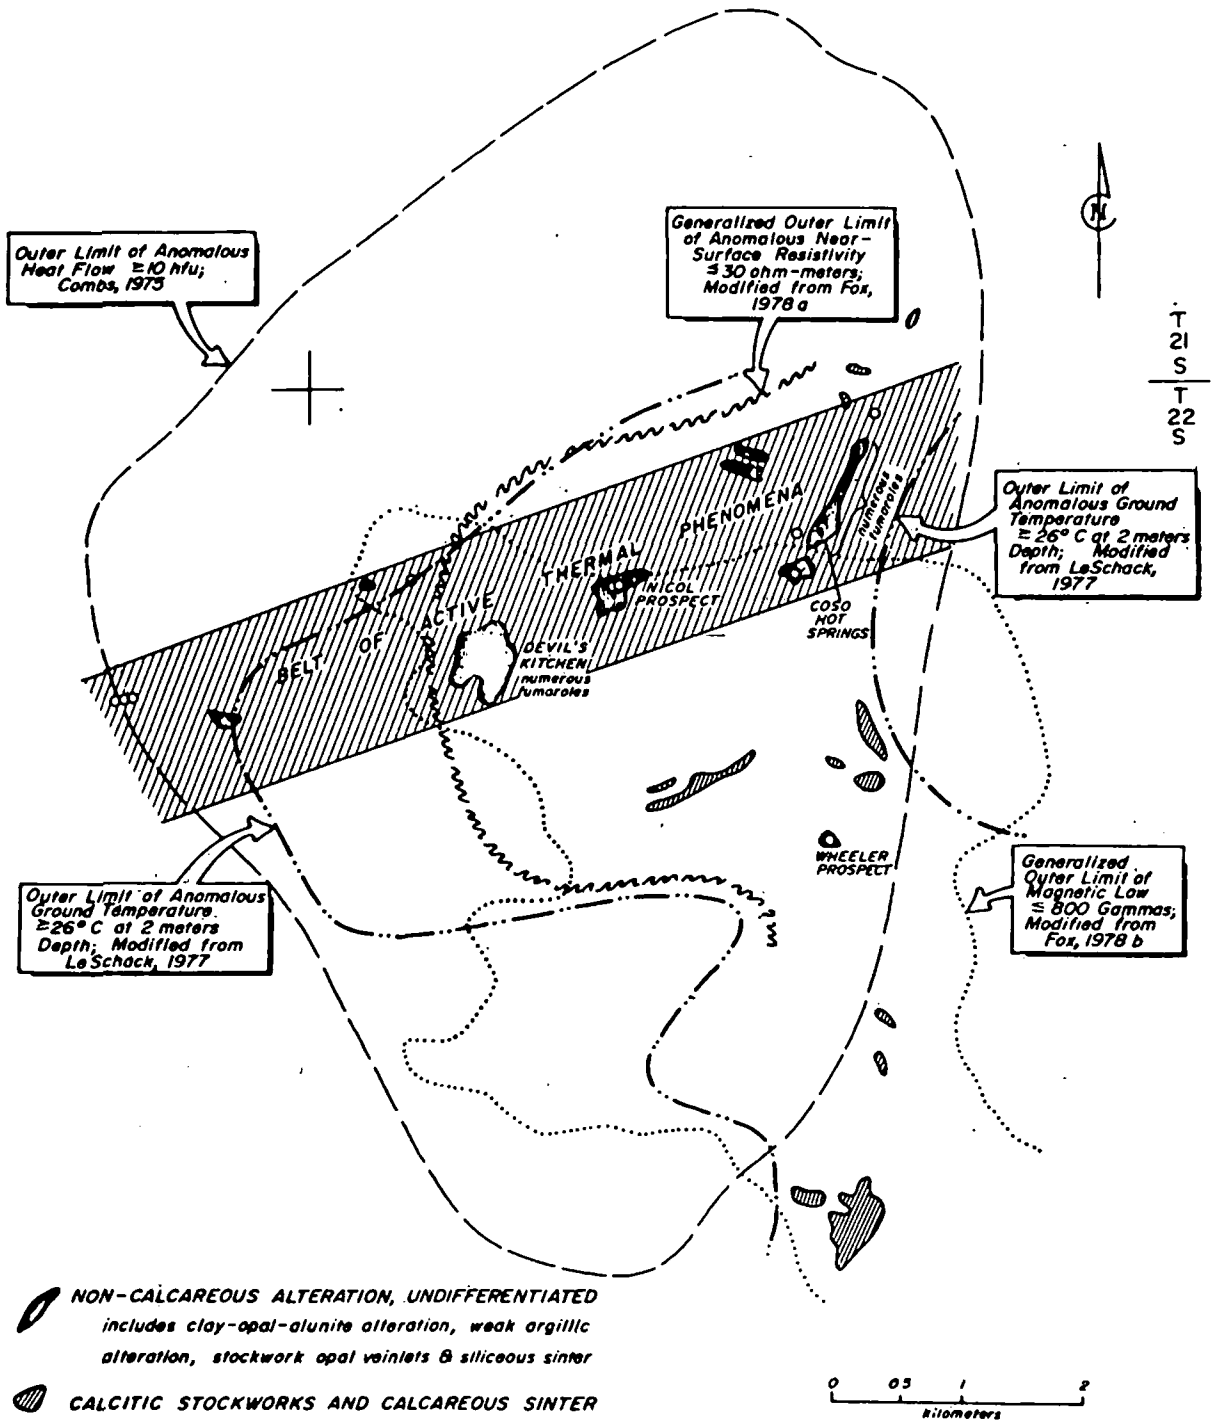 Outer Limit of Anomalous
Heat Flow ≥10 hfu;
Combs, 1975
Generalized Outer Limit
of Anomalous Near-
Surface Resistivity
≤30 ohm-meters;
Modified from Fox,
1978 a
N
T
21
S
T
22
S
Outer Limit of
Anomalous Ground
Temperature
≥26° C at 2 meters
Depth; Modified
from LeSchack,
1977
numerous
fumaroles
BELT OF ACTIVE THERMAL PHENOMENA
NICOL
PROSPECT
COSO
HOT
SPRINGS
DEVIL'S
KITCHEN
numerous
fumaroles
WHEELER
PROSPECT
Outer Limit of Anomalous
Ground Temperature
≥26° C at 2 meters
Depth; Modified from
LeSchack, 1977
Generalized
Outer Limit of
Magnetic Low
≤ 800 Gammas;
Modified from
Fox, 1978 b
NON-CALCAREOUS ALTERATION, UNDIFFERENTIATED
includes clay-opal-alunite alteration, weak argillic
alteration, stockwork opal veinlets & siliceous sinter
CALCITIC STOCKWORKS AND CALCAREOUS SINTER
0 0.5 1 2
kilometers